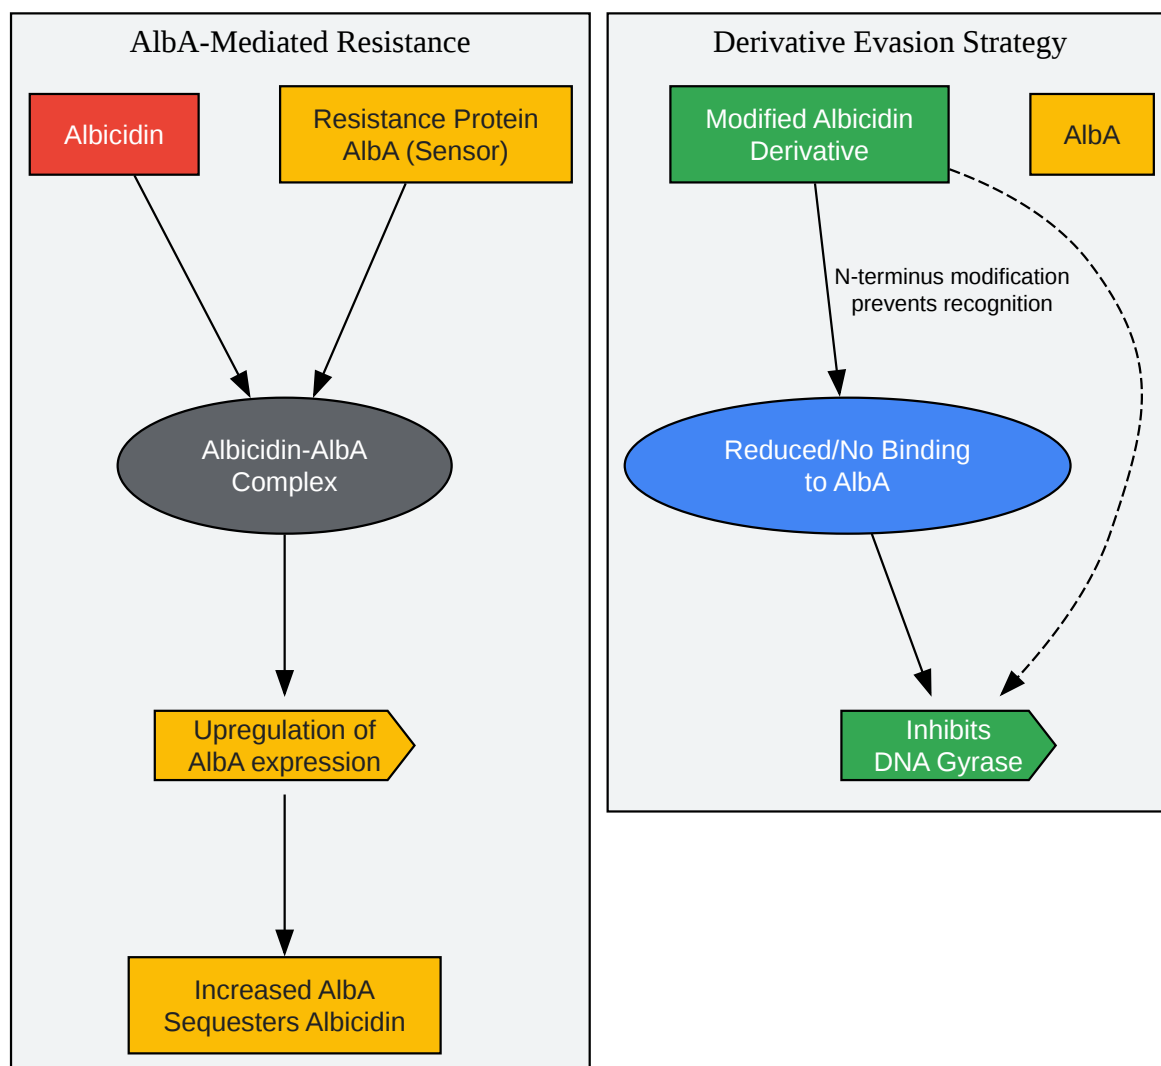 AlbA-Mediated Resistance
Albicidin
Resistance Protein
AlbA (Sensor)
Albicidin-AlbA
Complex
Upregulation of
AlbA expression
Increased AlbA
Sequesters Albicidin
Derivative Evasion Strategy
Modified Albicidin
Derivative
AlbA
N-terminus modification
prevents recognition
Reduced/No Binding
to AlbA
Inhibits
DNA Gyrase